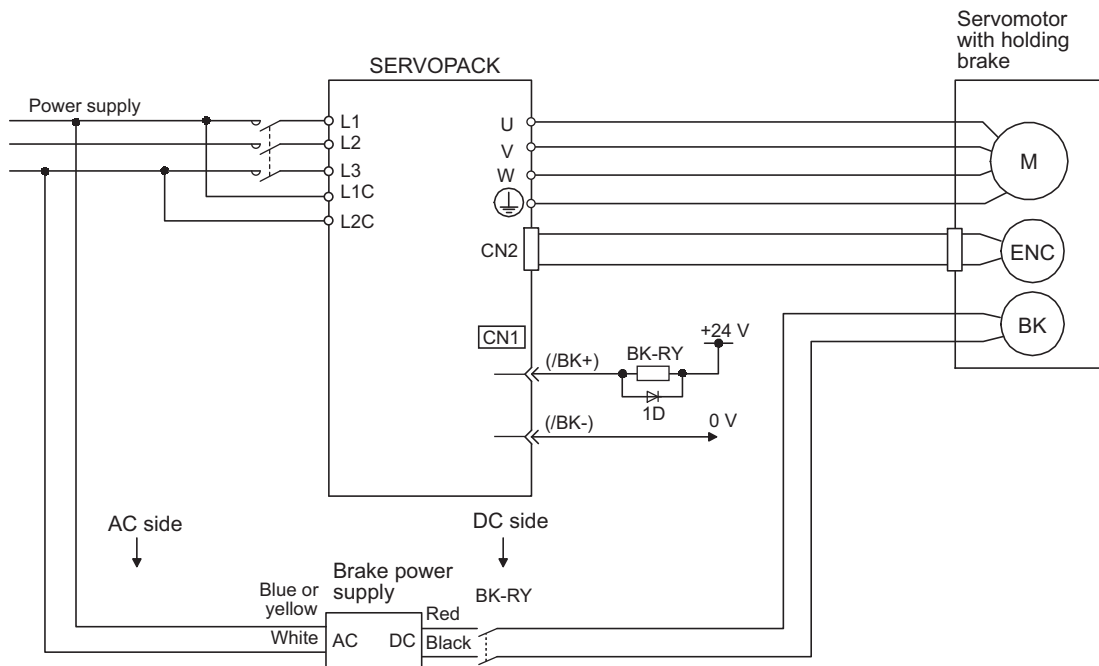 Servomotor
with holding
brake
SERVOPACK
Power supply
L1
L2
L3
L1C
L2C
U
V
W
CN2
CN1
M
ENC
BK
+24 V
(/BK+)
BK-RY
1D
(/BK-)
0 V
AC side
DC side
Brake power
supply
Blue or
yellow
White
AC
DC
Red
Black
BK-RY